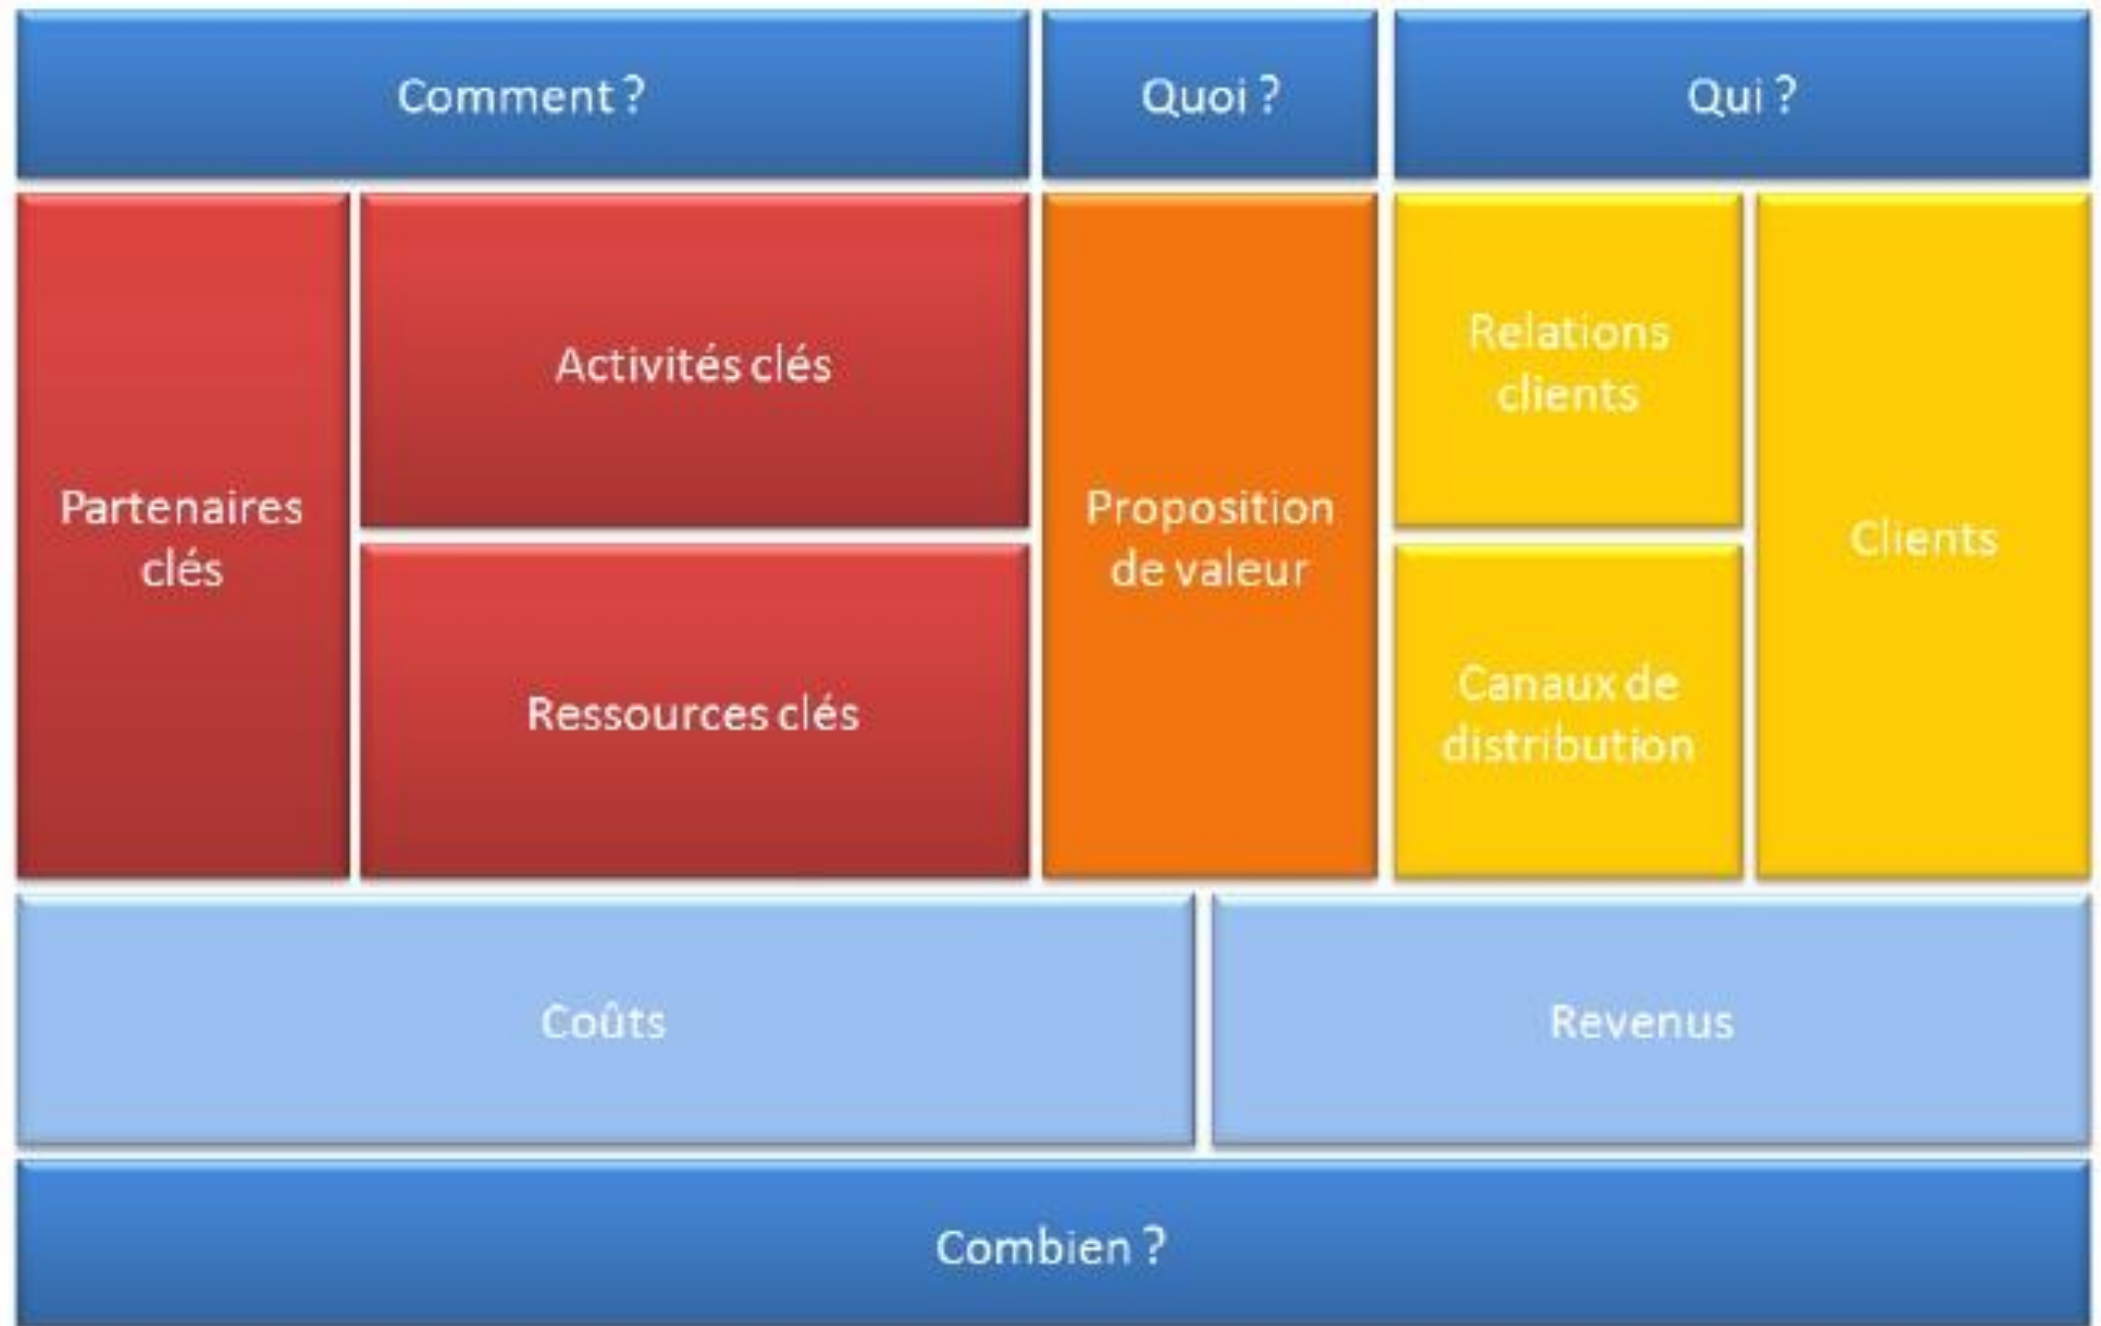 Comment ?
Quoi ?
Qui ?
Partenaires
clés
Activités clés
Ressources clés
Proposition
de valeur
Relations
clients
Canaux de
distribution
Clients
Coûts
Revenus
Combien ?